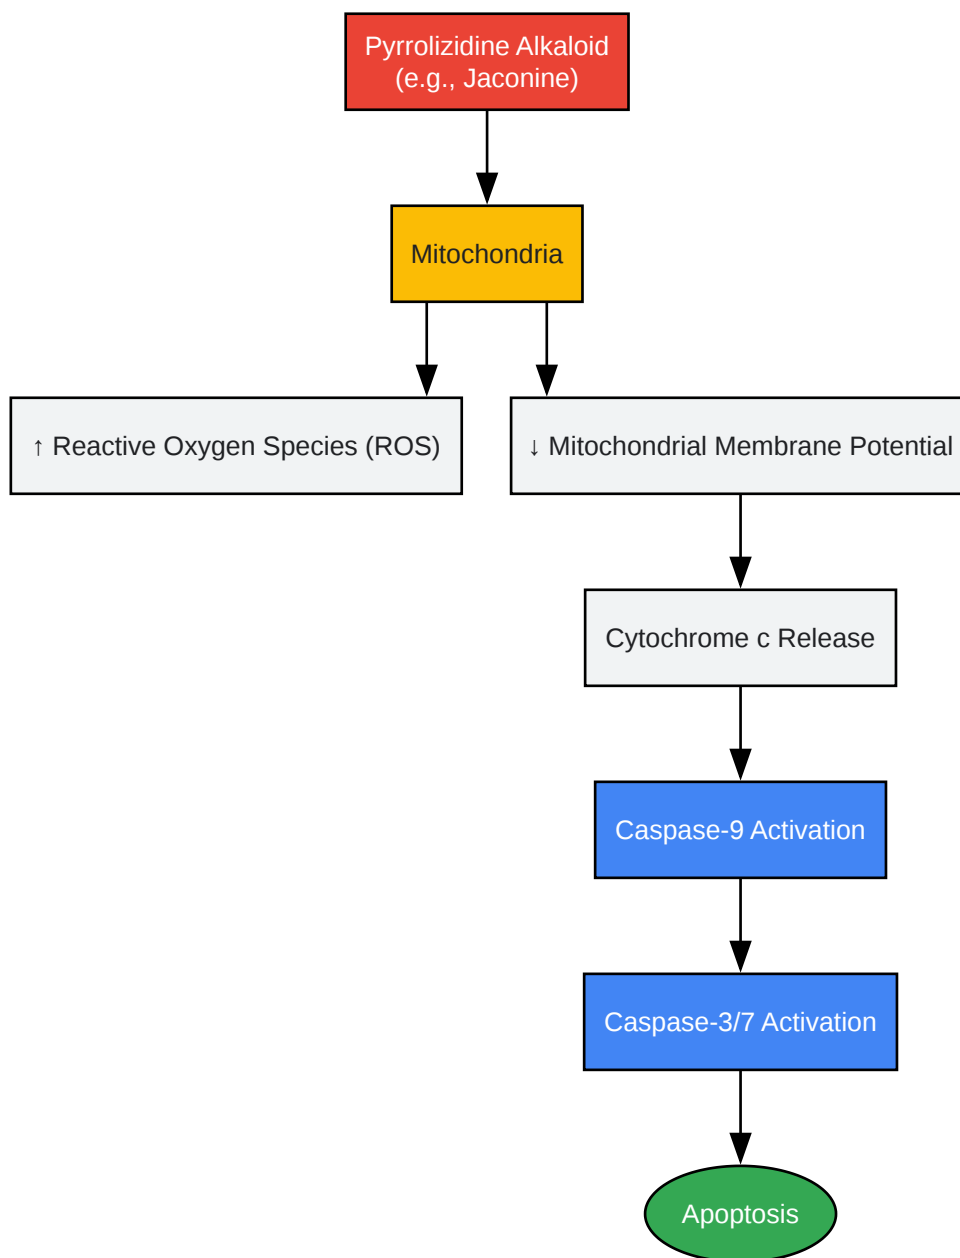 Pyrrolizidine Alkaloid
(e.g., Jaconine)
Mitochondria
↑ Reactive Oxygen Species (ROS)
↓ Mitochondrial Membrane Potential
Cytochrome c Release
Caspase-9 Activation
Caspase-3/7 Activation
Apoptosis